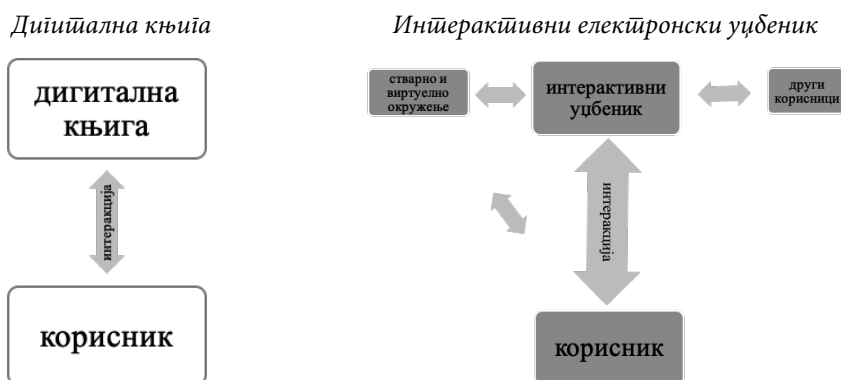 Дигитална књига
дигитална
књига
интеракција
корисник
Интерактивни електронски уџбеник
стварно и
виртуелно
окружење
интерактивни
уџбеник
други
корисници
интеракција
корисник